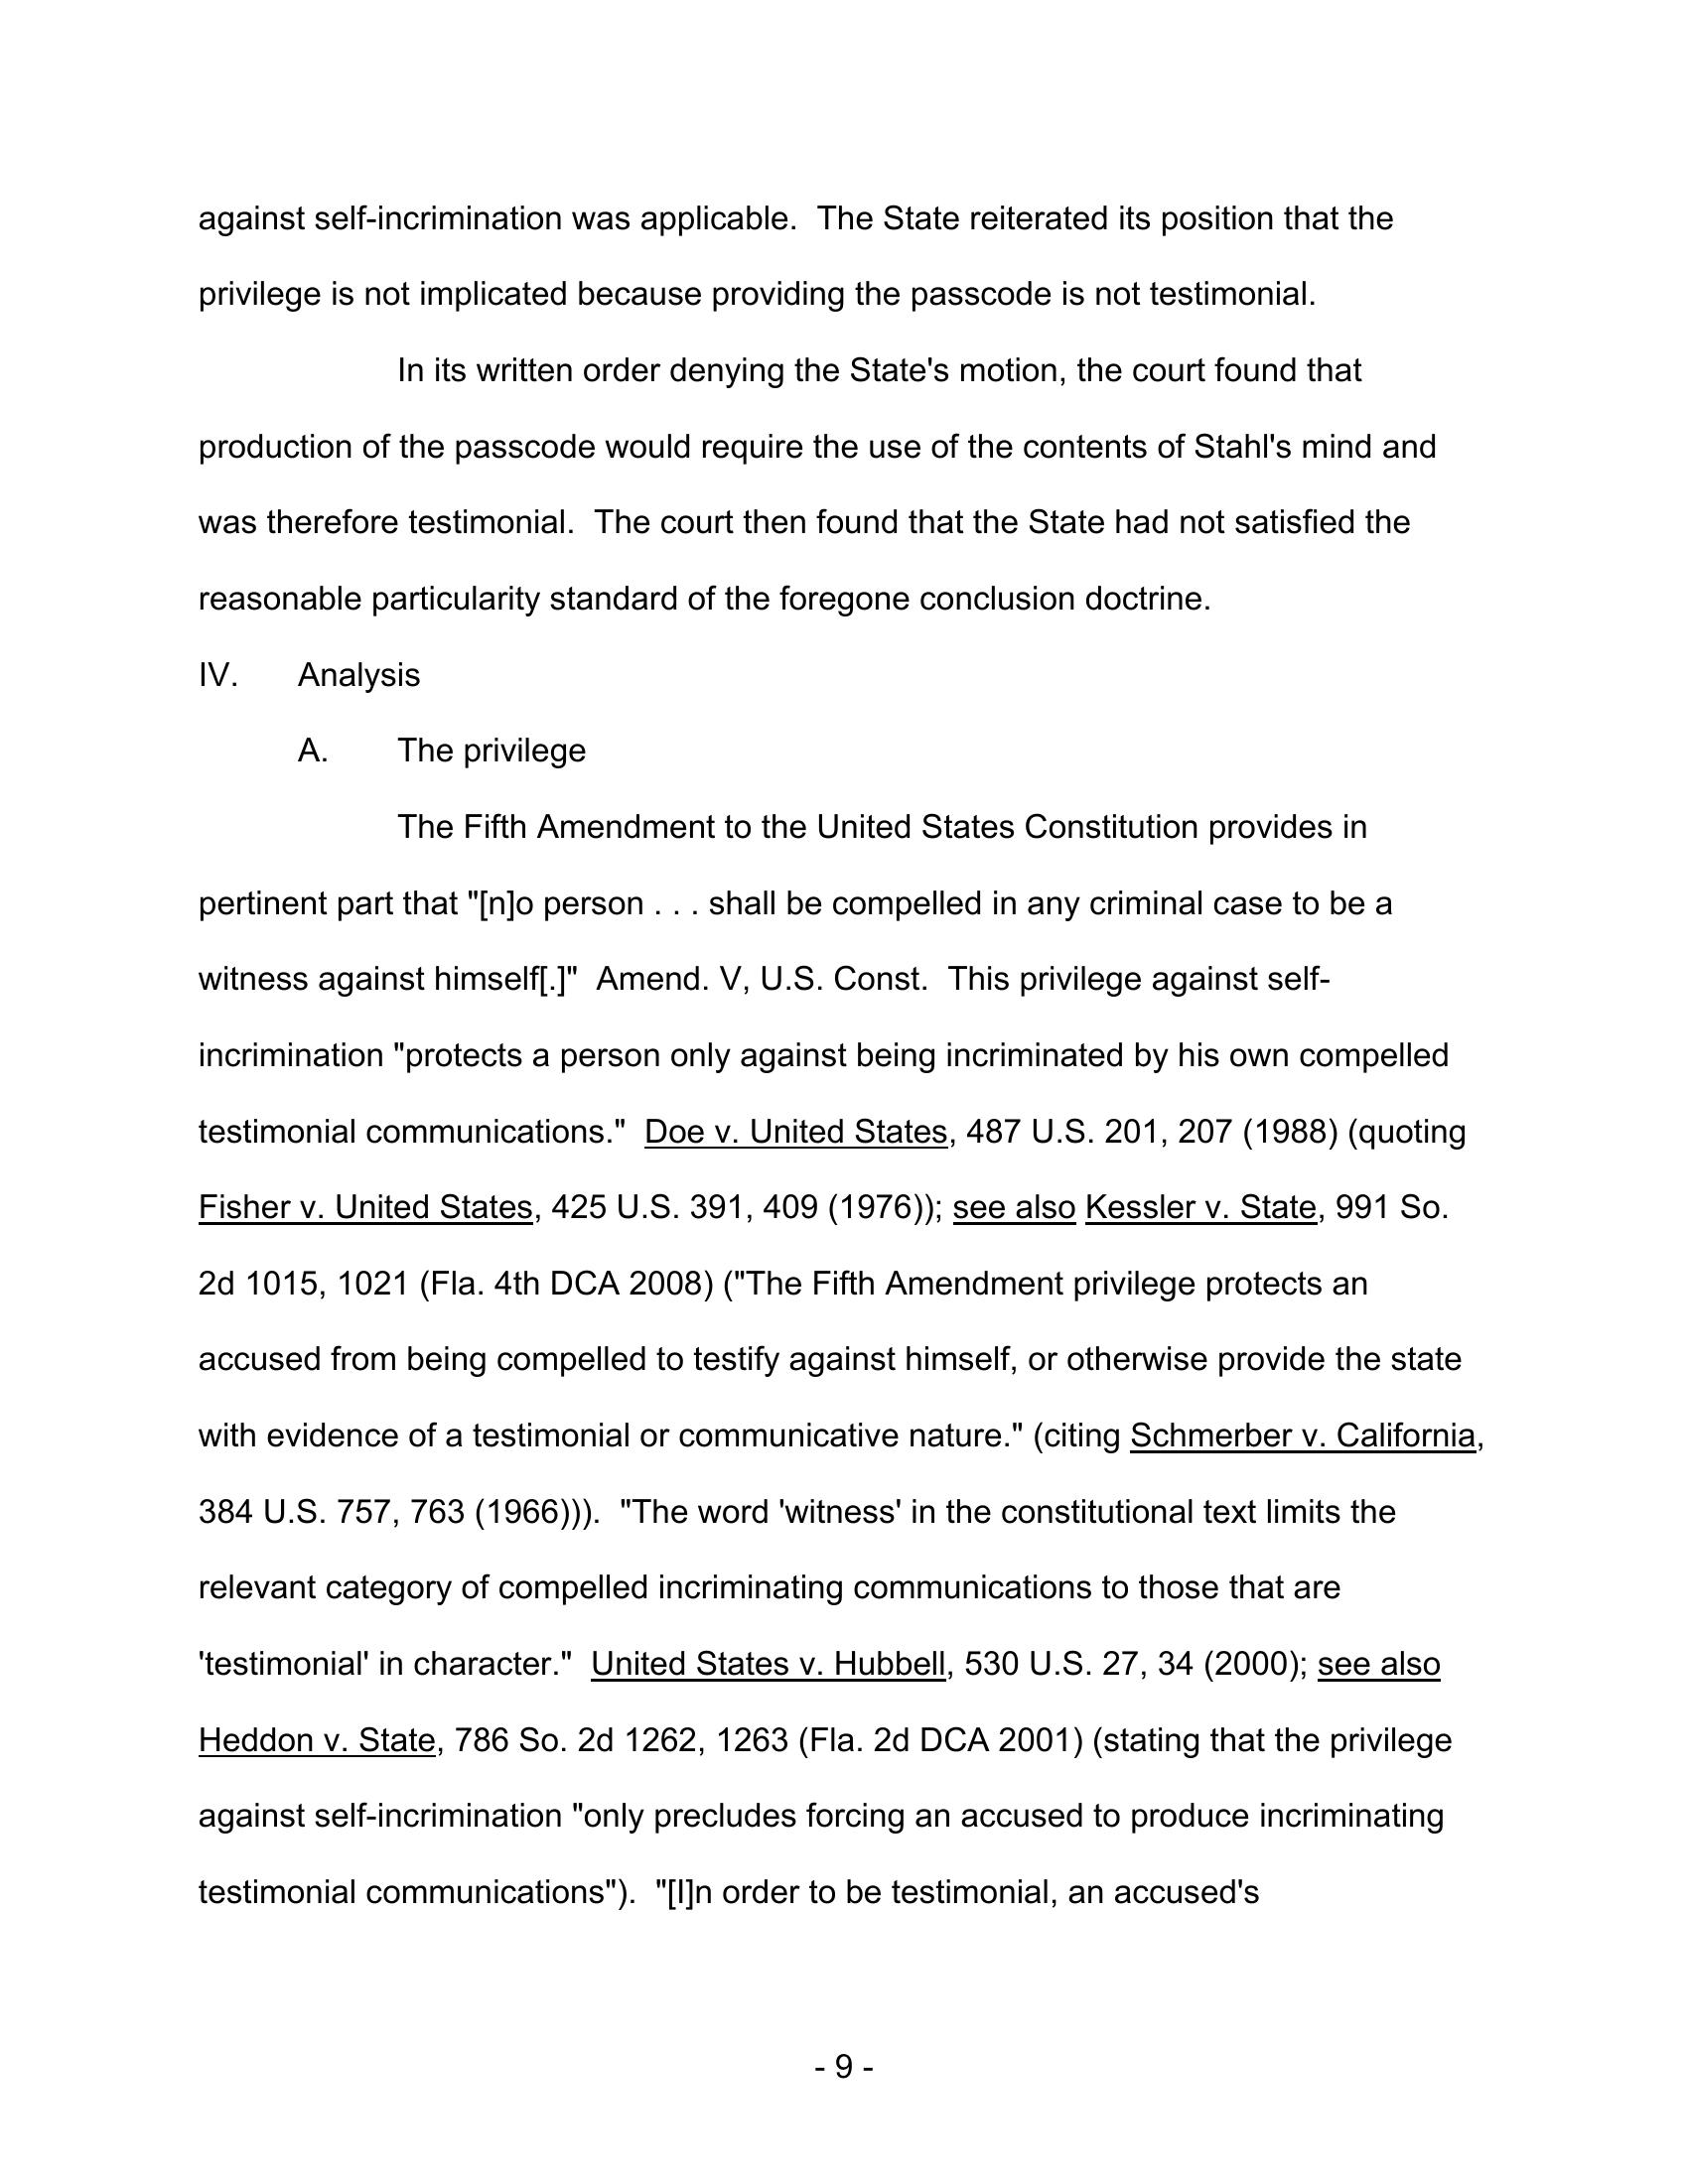 against self-incrimination was applicable.  The State reiterated its position that the
privilege is not implicated because providing the passcode is not testimonial.
In its written order denying the State's motion, the court found that
production of the passcode would require the use of the contents of Stahl's mind and
was therefore testimonial.  The court then found that the State had not satisfied the
reasonable particularity standard of the foregone conclusion doctrine.
IV. Analysis
A. The privilege
The Fifth Amendment to the United States Constitution provides in
pertinent part that "[n]o person . . . shall be compelled in any criminal case to be a
witness against himself[.]"  Amend. V, U.S. Const.  This privilege against self-
incrimination "protects a person only against being incriminated by his own compelled
testimonial communications."  Doe v. United States, 487 U.S. 201, 207 (1988) (quoting
Fisher v. United States, 425 U.S. 391, 409 (1976)); see also Kessler v. State, 991 So.
2d 1015, 1021 (Fla. 4th DCA 2008) ("The Fifth Amendment privilege protects an
accused from being compelled to testify against himself, or otherwise provide the state
with evidence of a testimonial or communicative nature." (citing Schmerber v. California,
384 U.S. 757, 763 (1966))).  "The word 'witness' in the constitutional text limits the
relevant category of compelled incriminating communications to those that are
'testimonial' in character."  United States v. Hubbell, 530 U.S. 27, 34 (2000); see also
Heddon v. State, 786 So. 2d 1262, 1263 (Fla. 2d DCA 2001) (stating that the privilege
against self-incrimination "only precludes forcing an accused to produce incriminating
testimonial communications").  "[I]n order to be testimonial, an accused's
- 9 -